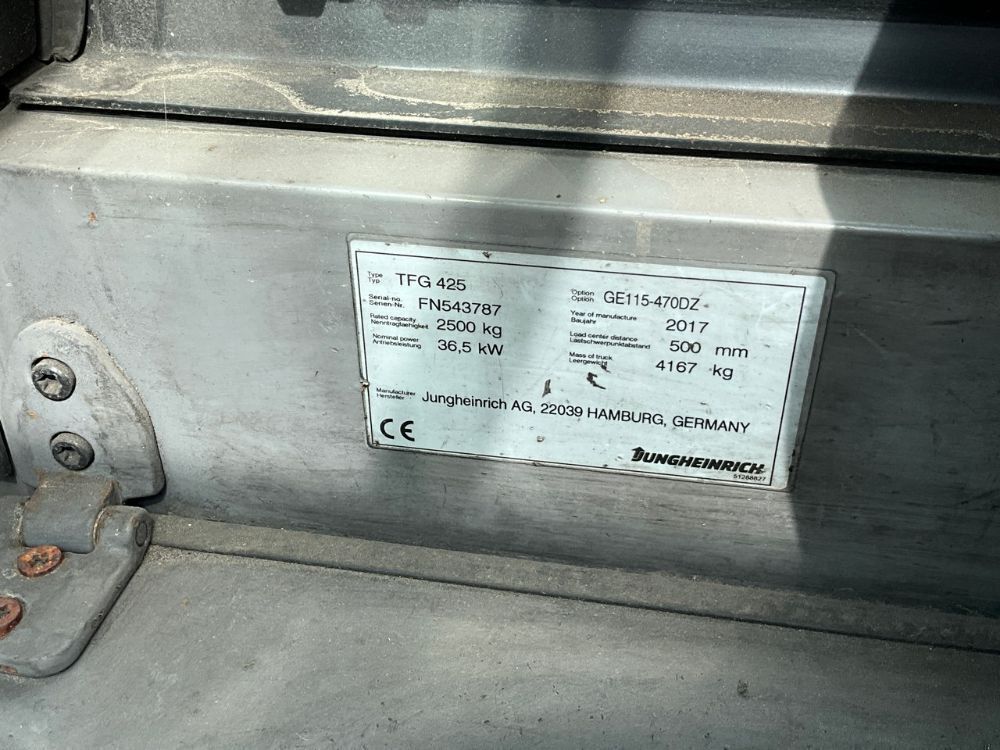 Type
Typ TFG 425
Option
Option GE115-470DZ
Serial-no.
Serien-Nr. FN543787
Year of manufacture
Baujahr 2017
Rated capacity
Nenntragfaehigkeit 2500 kg
Load center distance
Lastschwerpunktabstand 500 mm
Nominal power
Antriebsleistung 36,5 kW
Mass of truck
Leergewicht 4167 kg
Manufacturer
Hersteller Jungheinrich AG, 22039 HAMBURG, GERMANY
CE
JUNGHEINRICH
51268827